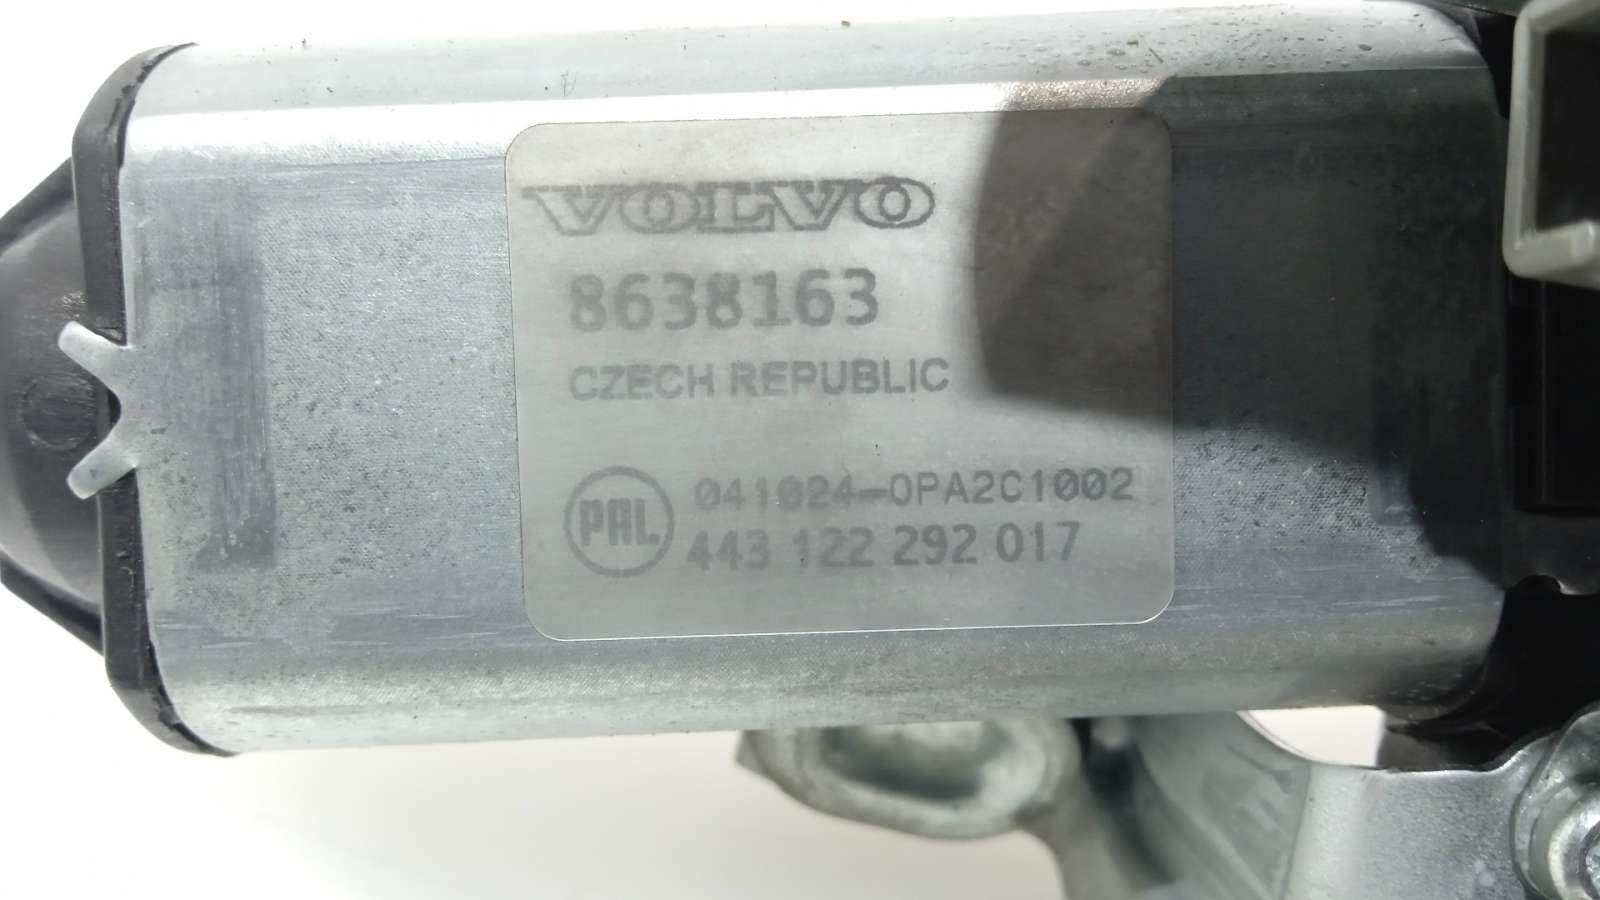 VOLVO
8638163
CZECH REPUBLIC
PAL 041024-0PA2C1002
443 122 292 017